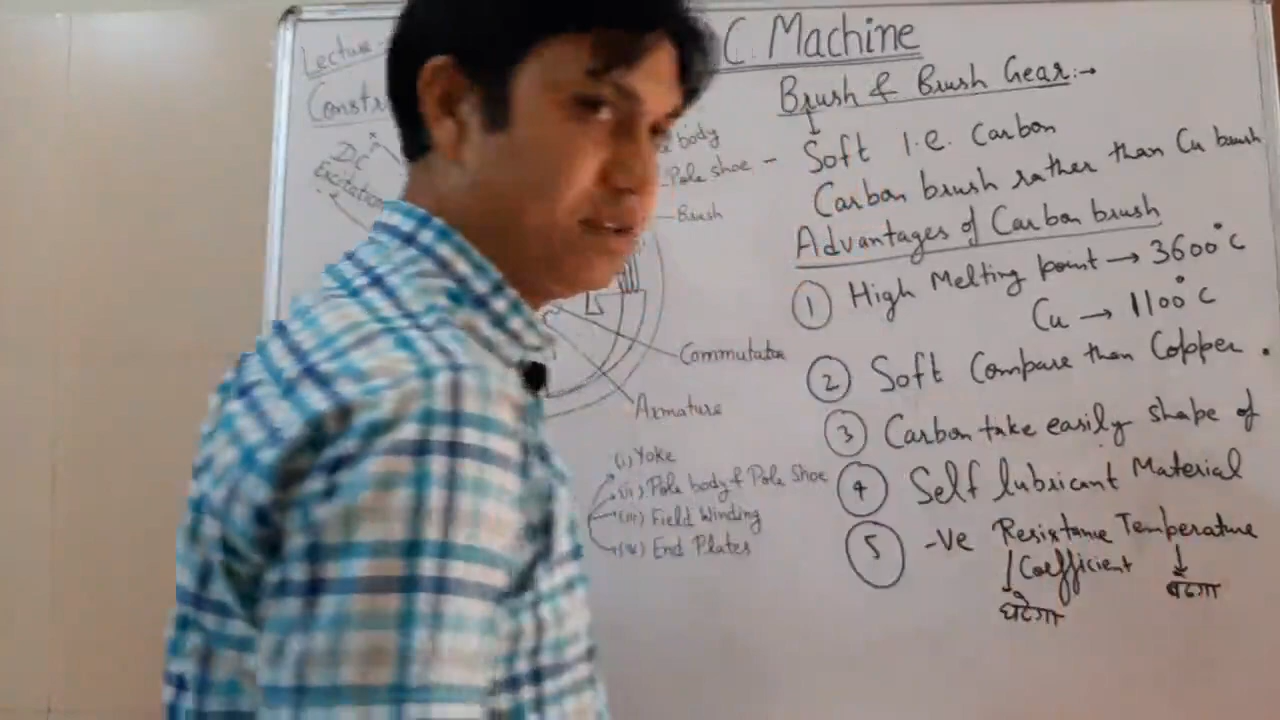 Lecture -
C. Machine
Constr
D.C
Excitation
body
Pole shoe -
Brush
Commutator
Armature
(i) Yoke
(ii) Pole body & Pole Shoe
(iii) Field Winding
(iv) End Plates
Brush & Brush Gear :-
Soft i.e. Carbon
Carbon brush rather than Cu brush
Advantages of Carbon brush
1 High Melting point → 3600°C
Cu → 1100°C
2 Soft Compare than Copper.
3 Carbon take easily shape of
4 Self lubricant Material
5 -Ve Resistance Temperature
Coefficient
घटेगा
बढेगा